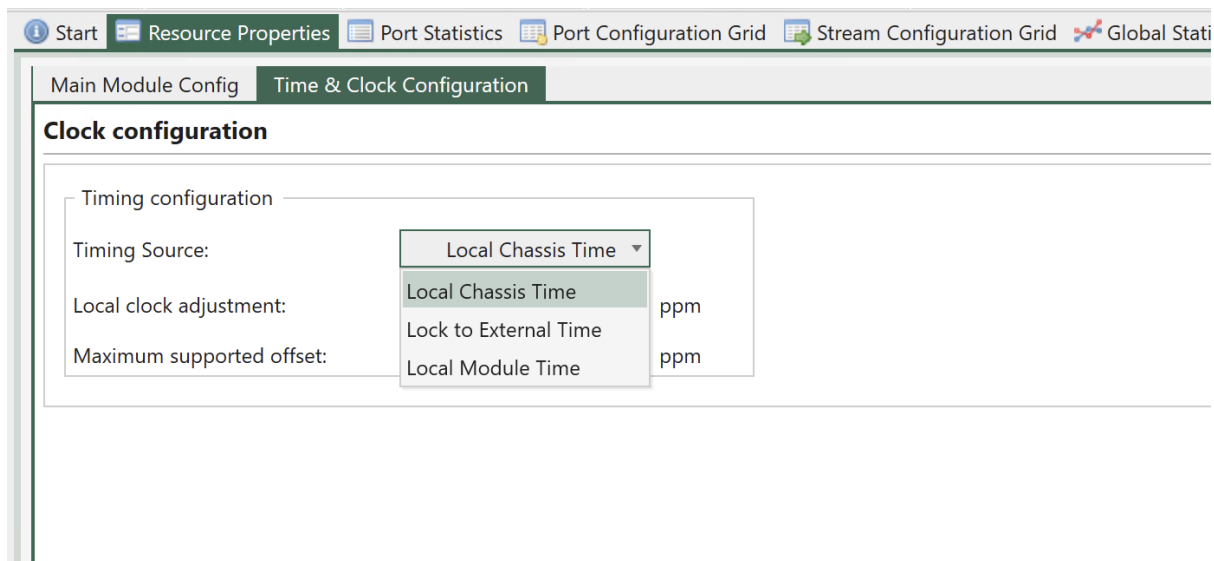 Start Resource Properties Port Statistics Port Configuration Grid Stream Configuration Grid Global Stati
Main Module Config Time & Clock Configuration
Clock configuration
Timing configuration
Timing Source: Local Chassis Time
Local Chassis Time
Local clock adjustment: ppm
Lock to External Time
Maximum supported offset: ppm
Local Module Time